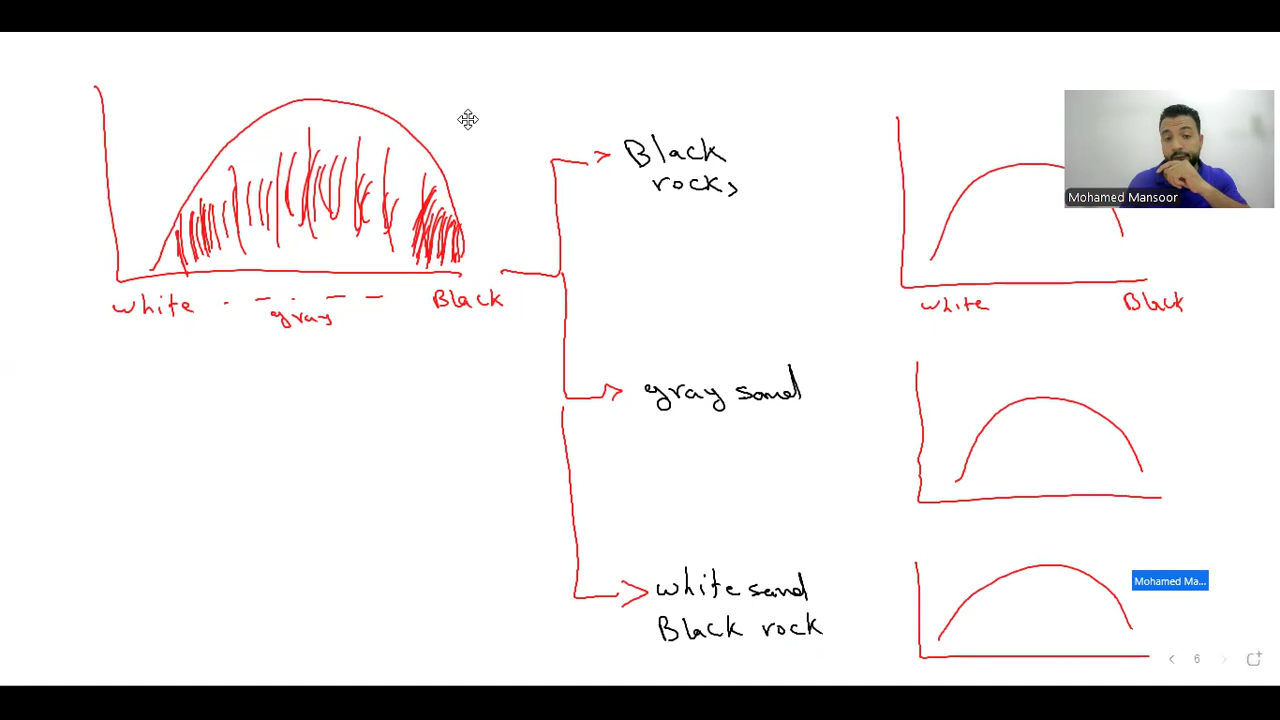 Black
rocks
Mohamed Mansoor
white
gray
Black
white
Black
gray sand
white sand
Black rock
Mohamed Ma...
6